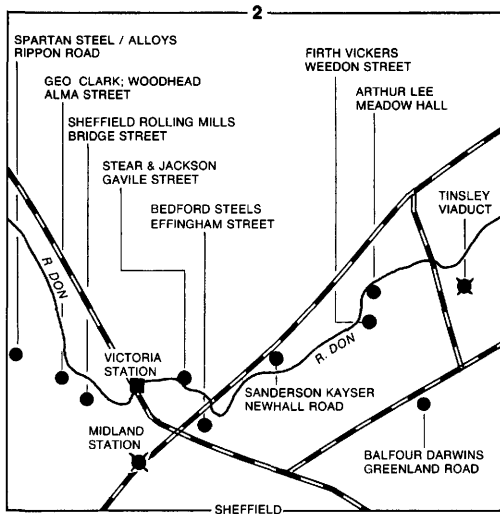 2
SPARTAN STEEL / ALLOYS
RIPPON ROAD
GEO CLARK; WOODHEAD
ALMA STREET
SHEFFIELD ROLLING MILLS
BRIDGE STREET
STEAR & JACKSON
GAVILE STREET
BEDFORD STEELS
EFFINGHAM STREET
FIRTH VICKERS
WEEDON STREET
ARTHUR LEE
MEADOW HALL
TINSLEY
VIADUCT
R. DON
VICTORIA
STATION
R. DON
SANDERSON KAYSER
NEWHALL ROAD
MIDLAND
STATION
BALFOUR DARWINS
GREENLAND ROAD
SHEFFIELD